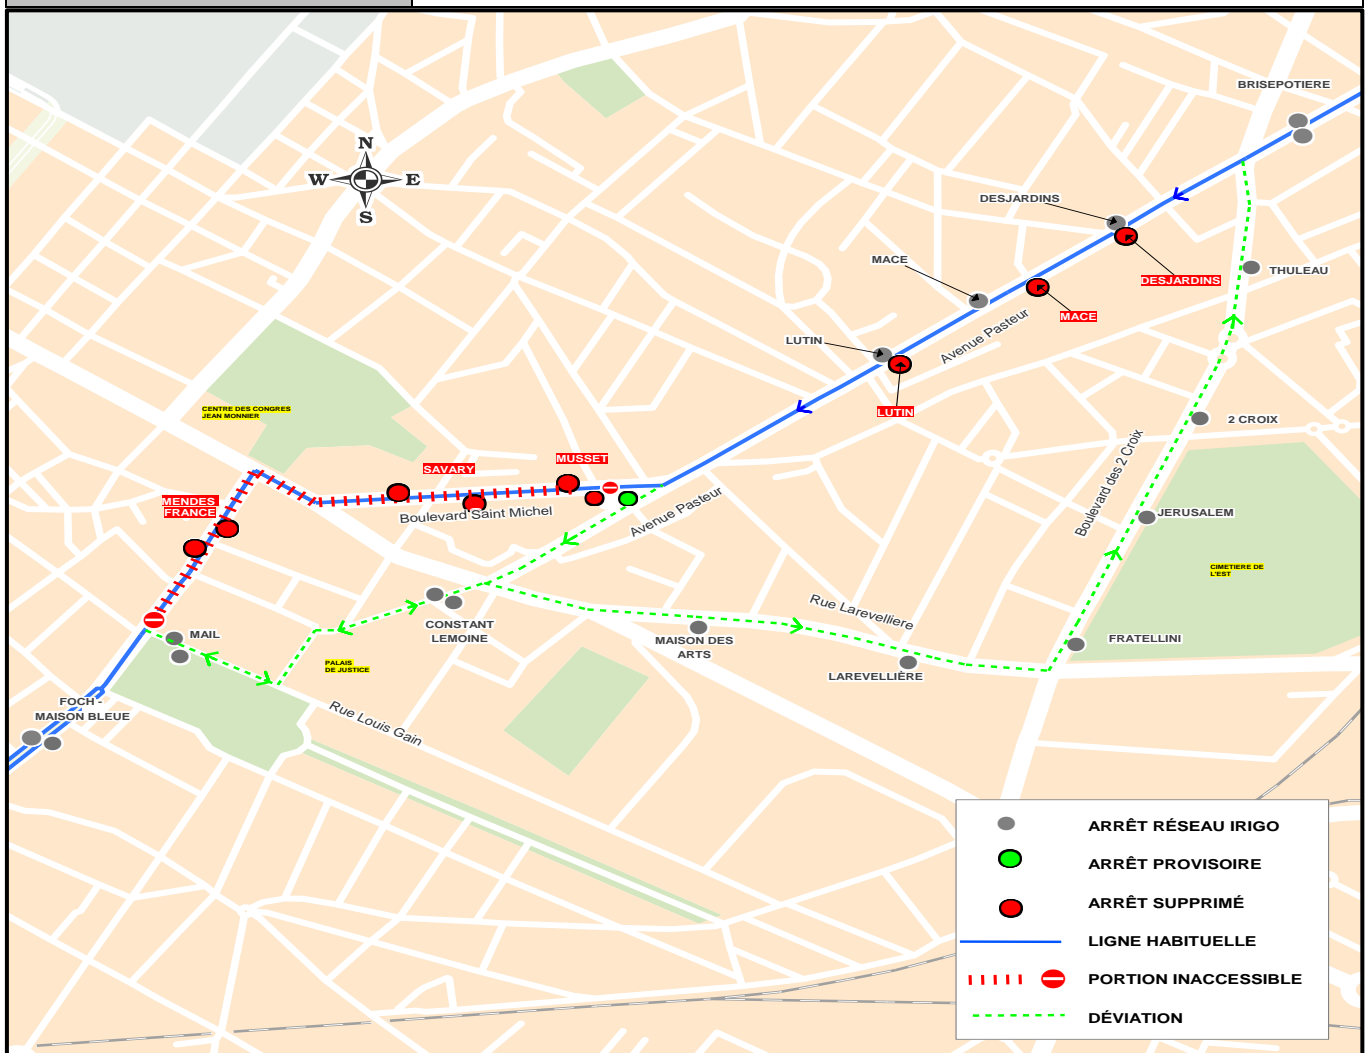 BRISEPOTIERE
N
W
E
S
DESJARDINS
MACE
THULEAU
DESJARDINS
MACE
Avenue Pasteur
LUTIN
LUTIN
CENTRE DES CONGRES
JEAN MONNIER
2 CROIX
Boulevard des 2 Croix
MUSSET
SAVARY
MENDES
FRANCE
Boulevard Saint Michel
Avenue Pasteur
JERUSALEM
CIMETIERE DE
L'EST
Rue Larevelliere
CONSTANT
LEMOINE
MAIL
MAISON DES
ARTS
FRATELLINI
PALAIS
DE JUSTICE
LAREVELLIÈRE
FOCH -
MAISON BLEUE
Rue Louis Gain
ARRÊT RÉSEAU IRIGO
ARRÊT PROVISOIRE
ARRÊT SUPPRIMÉ
LIGNE HABITUELLE
PORTION INACCESSIBLE
DÉVIATION